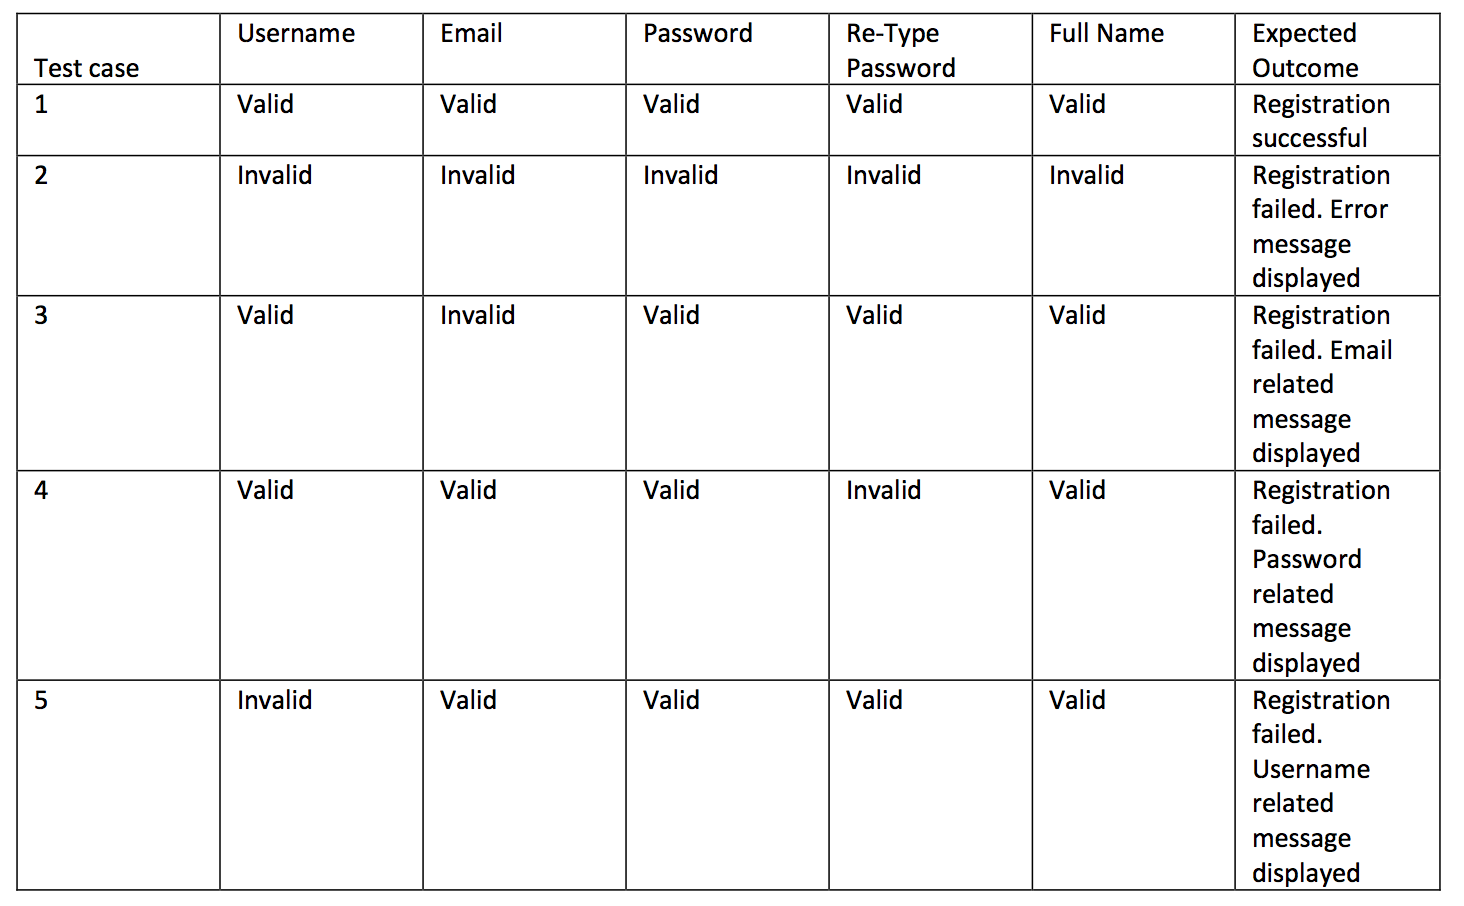 Test case Username Email Password Re-Type Password Full Name Expected Outcome
1 Valid Valid Valid Valid Valid Registration successful
2 Invalid Invalid Invalid Invalid Invalid Registration failed. Error message displayed
3 Valid Invalid Valid Valid Valid Registration failed. Email related message displayed
4 Valid Valid Valid Invalid Valid Registration failed. Password related message displayed
5 Invalid Valid Valid Valid Valid Registration failed. Username related message displayed